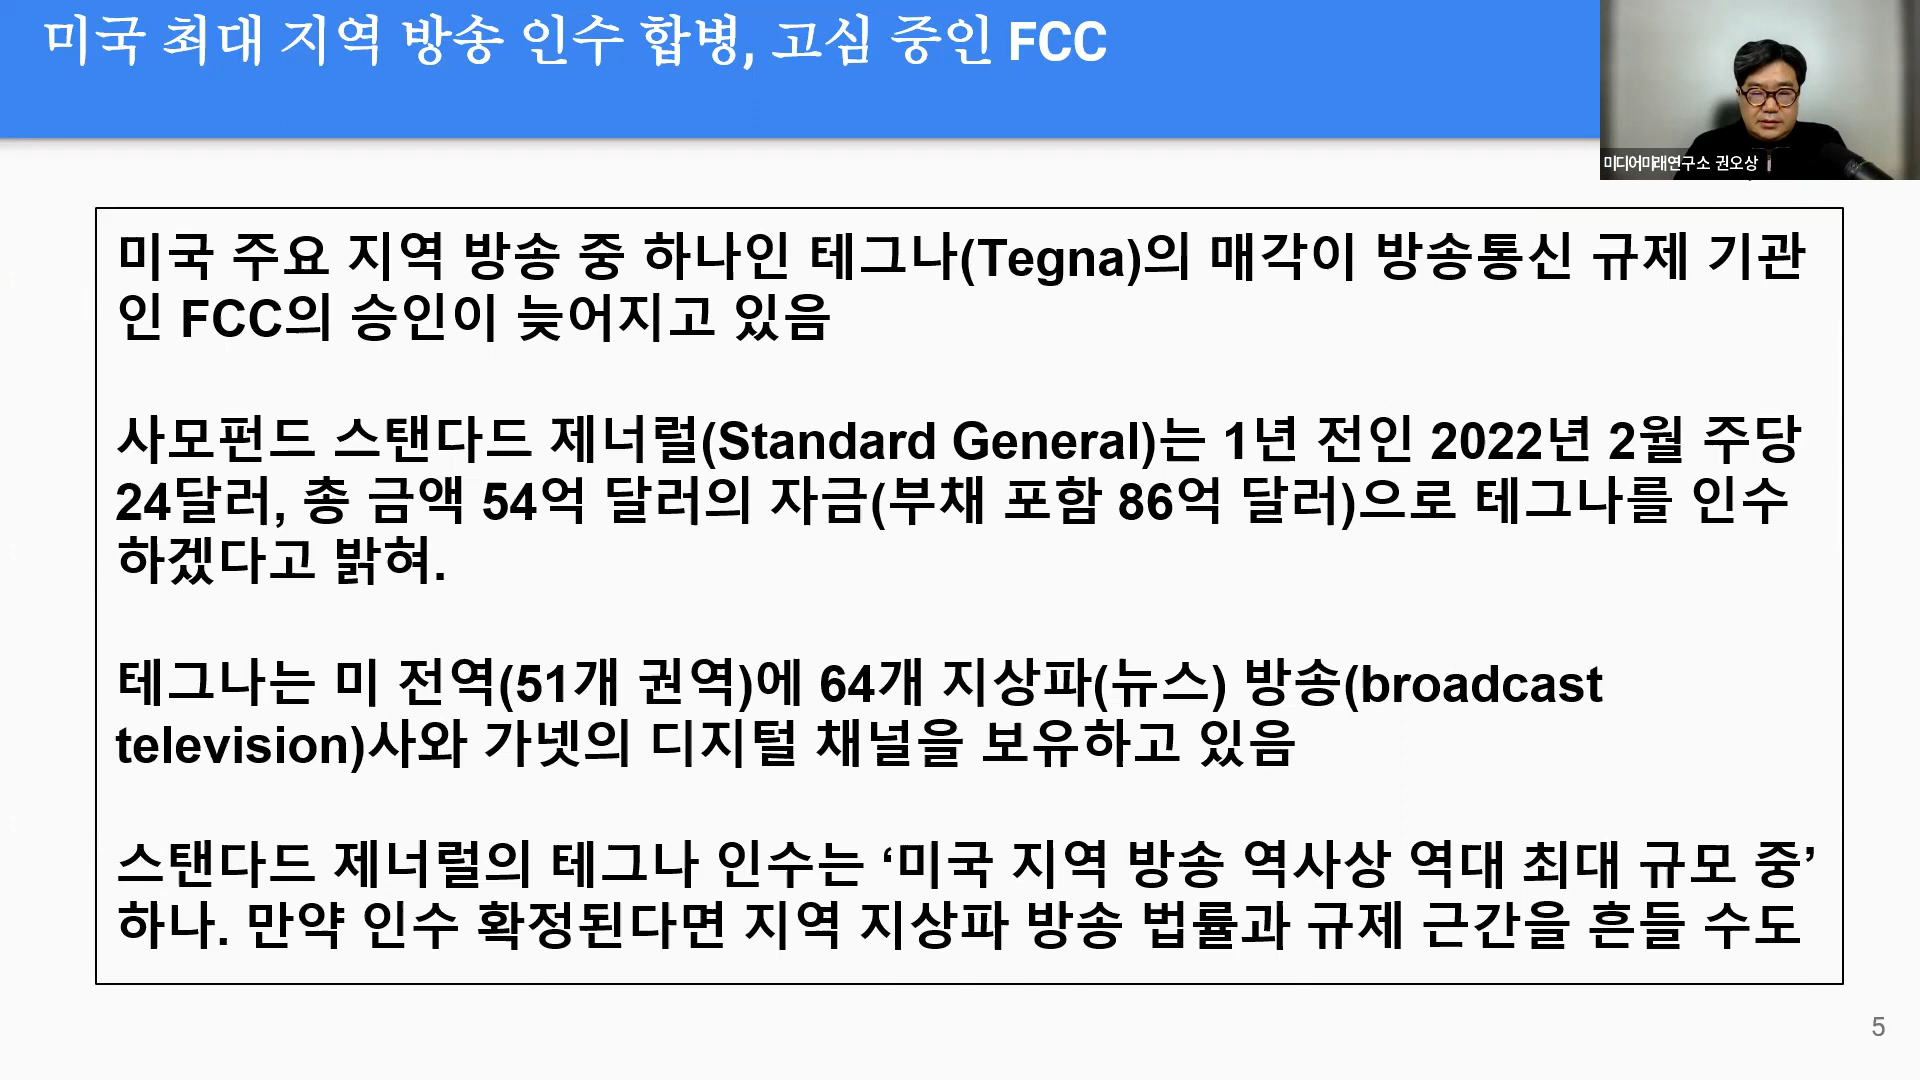 미국 최대 지역 방송 인수 합병, 고심 중인 FCC
미디어미래연구소 권오상
미국 주요 지역 방송 중 하나인 테그나(Tegna)의 매각이 방송통신 규제 기관
인 FCC의 승인이 늦어지고 있음
사모펀드 스탠다드 제너럴(Standard General)는 1년 전인 2022년 2월 주당
24달러, 총 금액 54억 달러의 자금(부채 포함 86억 달러)으로 테그나를 인수
하겠다고 밝혀.
테그나는 미 전역(51개 권역)에 64개 지상파(뉴스) 방송(broadcast
television)사와 가넷의 디지털 채널을 보유하고 있음
스탠다드 제너럴의 테그나 인수는 ‘미국 지역 방송 역사상 역대 최대 규모 중’
하나. 만약 인수 확정된다면 지역 지상파 방송 법률과 규제 근간을 흔들 수도
5